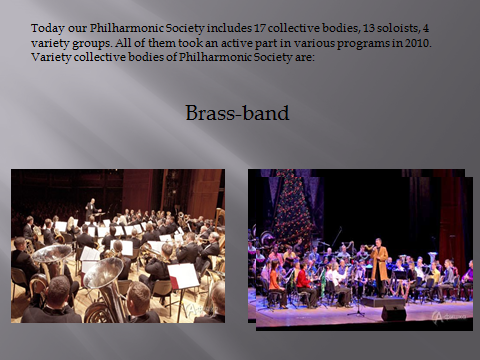 Today our Philharmonic Society includes 17 collective bodies, 13 soloists, 4
variety groups. All of them took an active part in various programs in 2010.
Variety collective bodies of Philharmonic Society are:
Brass-band